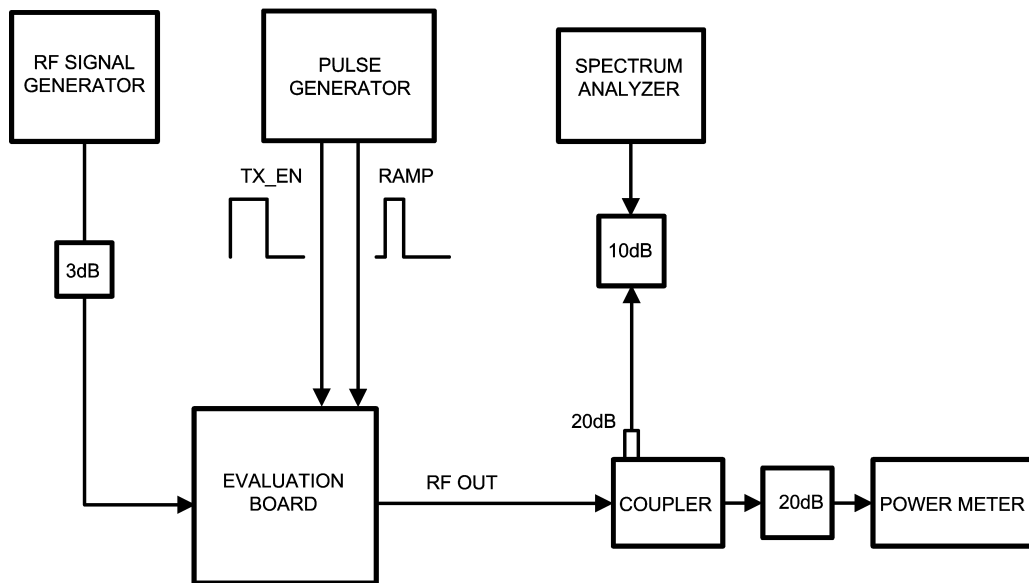 RF SIGNAL
GENERATOR
PULSE
GENERATOR
SPECTRUM
ANALYZER
TX_EN
RAMP
3dB
10dB
20dB
EVALUATION
BOARD
RF OUT
COUPLER
20dB
POWER METER